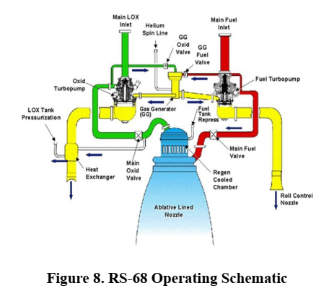 Main LOX
Inlet
Helium
Spin Line
GG
Oxid
Valve
Main Fuel
Inlet
GG
Fuel
Valve
Oxid
Turbopump
Fuel Turbopump
LOX Tank
Pressurization
Gas Generator
(GG)
Fuel
Tank
Repress
Main
Oxid
Valve
Main Fuel
Valve
Heat
Exchanger
Regen
Cooled
Chamber
Roll Control
Nozzle
Ablative Lined
Nozzle
Figure 8. RS-68 Operating Schematic